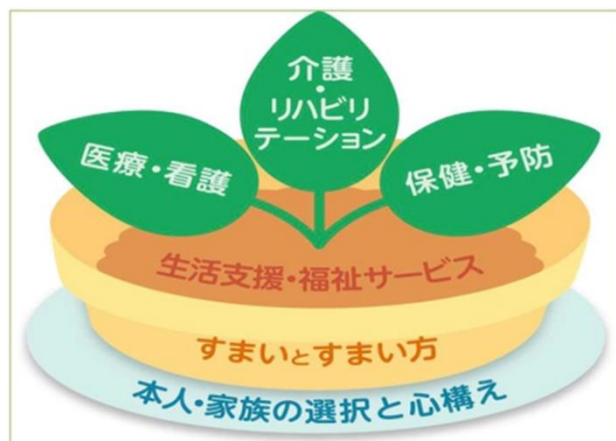 介護
・
リハビリ
テーション
医療・看護
保健・予防
生活支援・福祉サービス
すまいとすまい方
本人・家族の選択と心構え